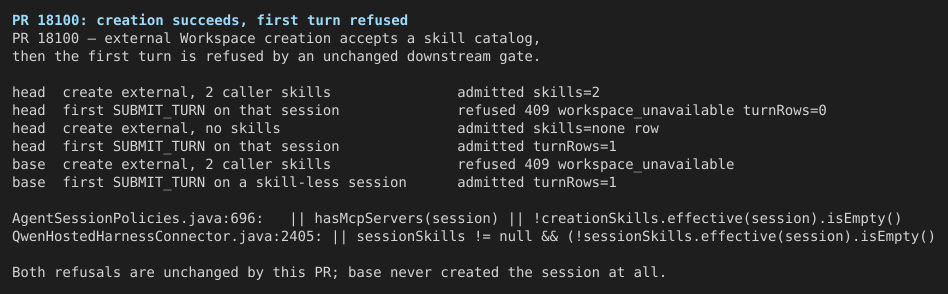 PR 18100: creation succeeds, first turn refused
PR 18100 — external Workspace creation accepts a skill catalog,
then the first turn is refused by an unchanged downstream gate.
head  create external, 2 caller skills               admitted skills=2
head  first SUBMIT_TURN on that session              refused 409 workspace_unavailable turnRows=0
head  create external, no skills                     admitted skills=none row
head  first SUBMIT_TURN on that session              admitted turnRows=1
base  create external, 2 caller skills               refused 409 workspace_unavailable
base  first SUBMIT_TURN on a skill-less session      admitted turnRows=1
AgentSessionPolicies.java:696:   || hasMcpServers(session) || !creationSkills.effective(session).isEmpty()
QwenHostedHarnessConnector.java:2405: || sessionSkills != null && (!sessionSkills.effective(session).isEmpty()
Both refusals are unchanged by this PR; base never created the session at all.